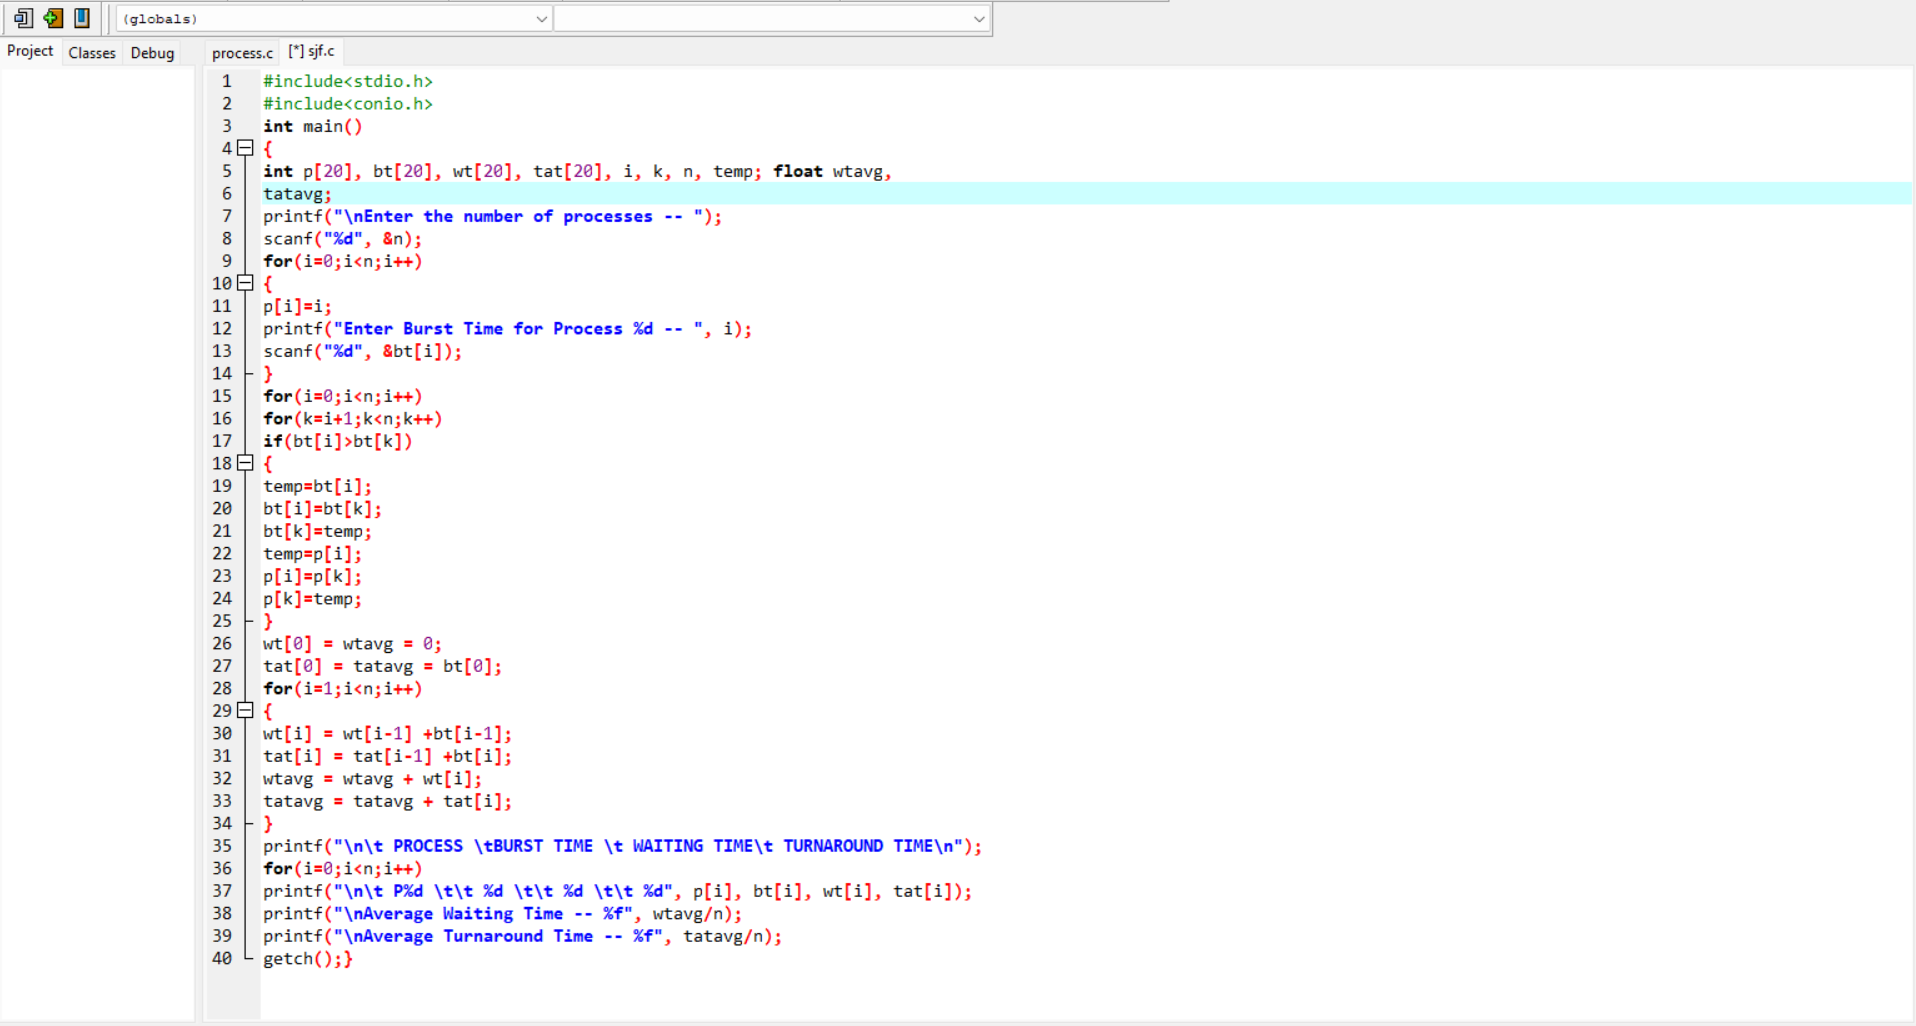 (globals)
Project Classes Debug process.c [*] sjf.c
1 #include<stdio.h>
2 #include<conio.h>
3 int main()
4 {
5 int p[20], bt[20], wt[20], tat[20], i, k, n, temp; float wtavg,
6 tatavg;
7 printf("\nEnter the number of processes -- ");
8 scanf("%d", &n);
9 for(i=0;i<n;i++)
10 {
11 p[i]=i;
12 printf("Enter Burst Time for Process %d -- ", i);
13 scanf("%d", &bt[i]);
14 }
15 for(i=0;i<n;i++)
16 for(k=i+1;k<n;k++)
17 if(bt[i]>bt[k])
18 {
19 temp=bt[i];
20 bt[i]=bt[k];
21 bt[k]=temp;
22 temp=p[i];
23 p[i]=p[k];
24 p[k]=temp;
25 }
26 wt[0] = wtavg = 0;
27 tat[0] = tatavg = bt[0];
28 for(i=1;i<n;i++)
29 {
30 wt[i] = wt[i-1] +bt[i-1];
31 tat[i] = tat[i-1] +bt[i];
32 wtavg = wtavg + wt[i];
33 tatavg = tatavg + tat[i];
34 }
35 printf("\n\t PROCESS \tBURST TIME \t WAITING TIME\t TURNAROUND TIME\n");
36 for(i=0;i<n;i++)
37 printf("\n\t P%d \t\t %d \t\t %d \t\t %d", p[i], bt[i], wt[i], tat[i]);
38 printf("\nAverage Waiting Time -- %f", wtavg/n);
39 printf("\nAverage Turnaround Time -- %f", tatavg/n);
40 getch();}